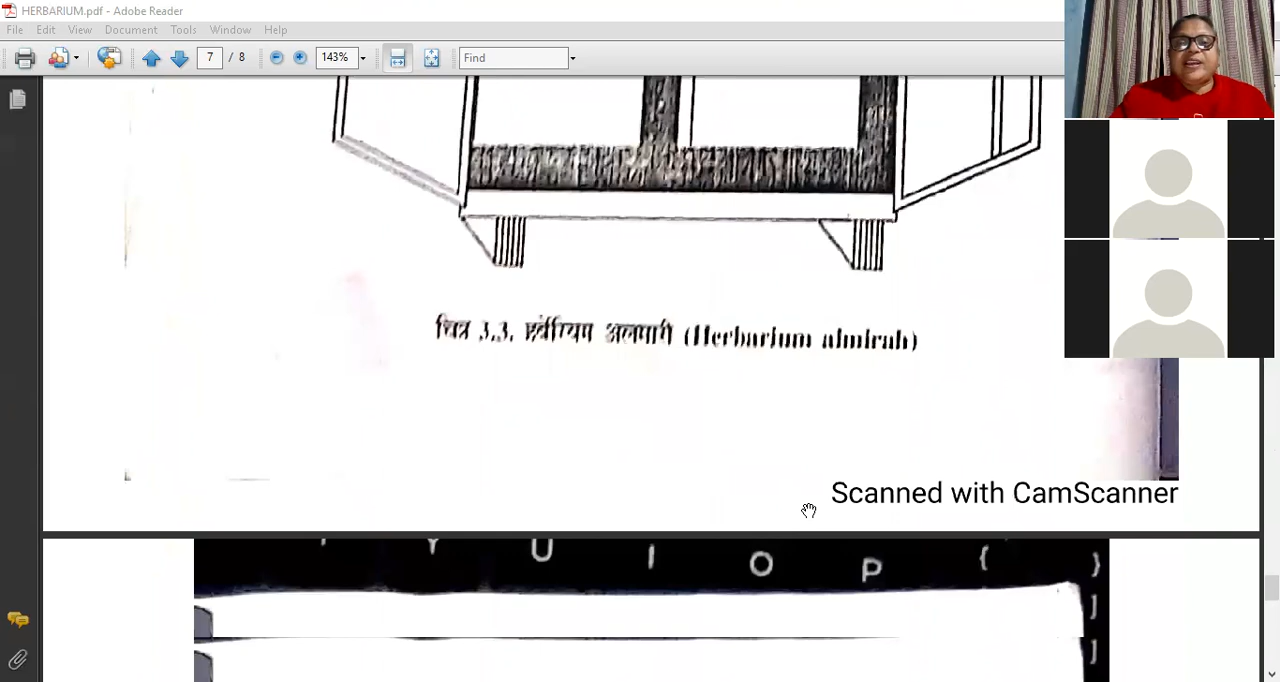 HERBARIUM.pdf - Adobe Reader
File Edit View Document Tools Window Help
7 / 8 143% Find
चित्र 3.3. हर्बेरियम अलमारी (Herbarium almirah)
Scanned with CamScanner
Y U I O P { }
]
]